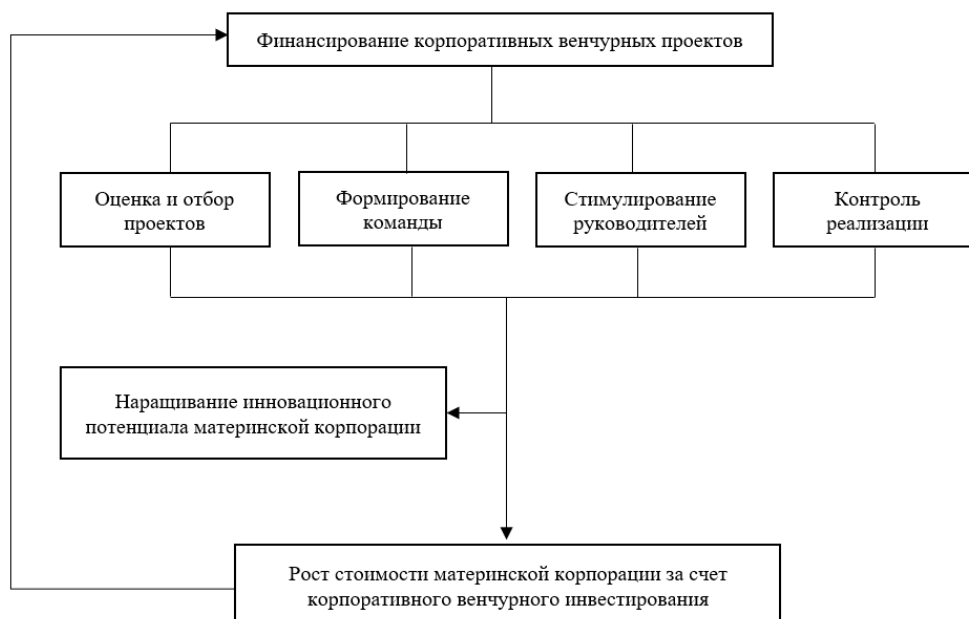 Финансирование корпоративных венчурных проектов
Оценка и отбор
проектов
Формирование
команды
Стимулирование
руководителей
Контроль
реализации
Наращивание инновационного
потенциала материнской корпорации
Рост стоимости материнской корпорации за счет
корпоративного венчурного инвестирования